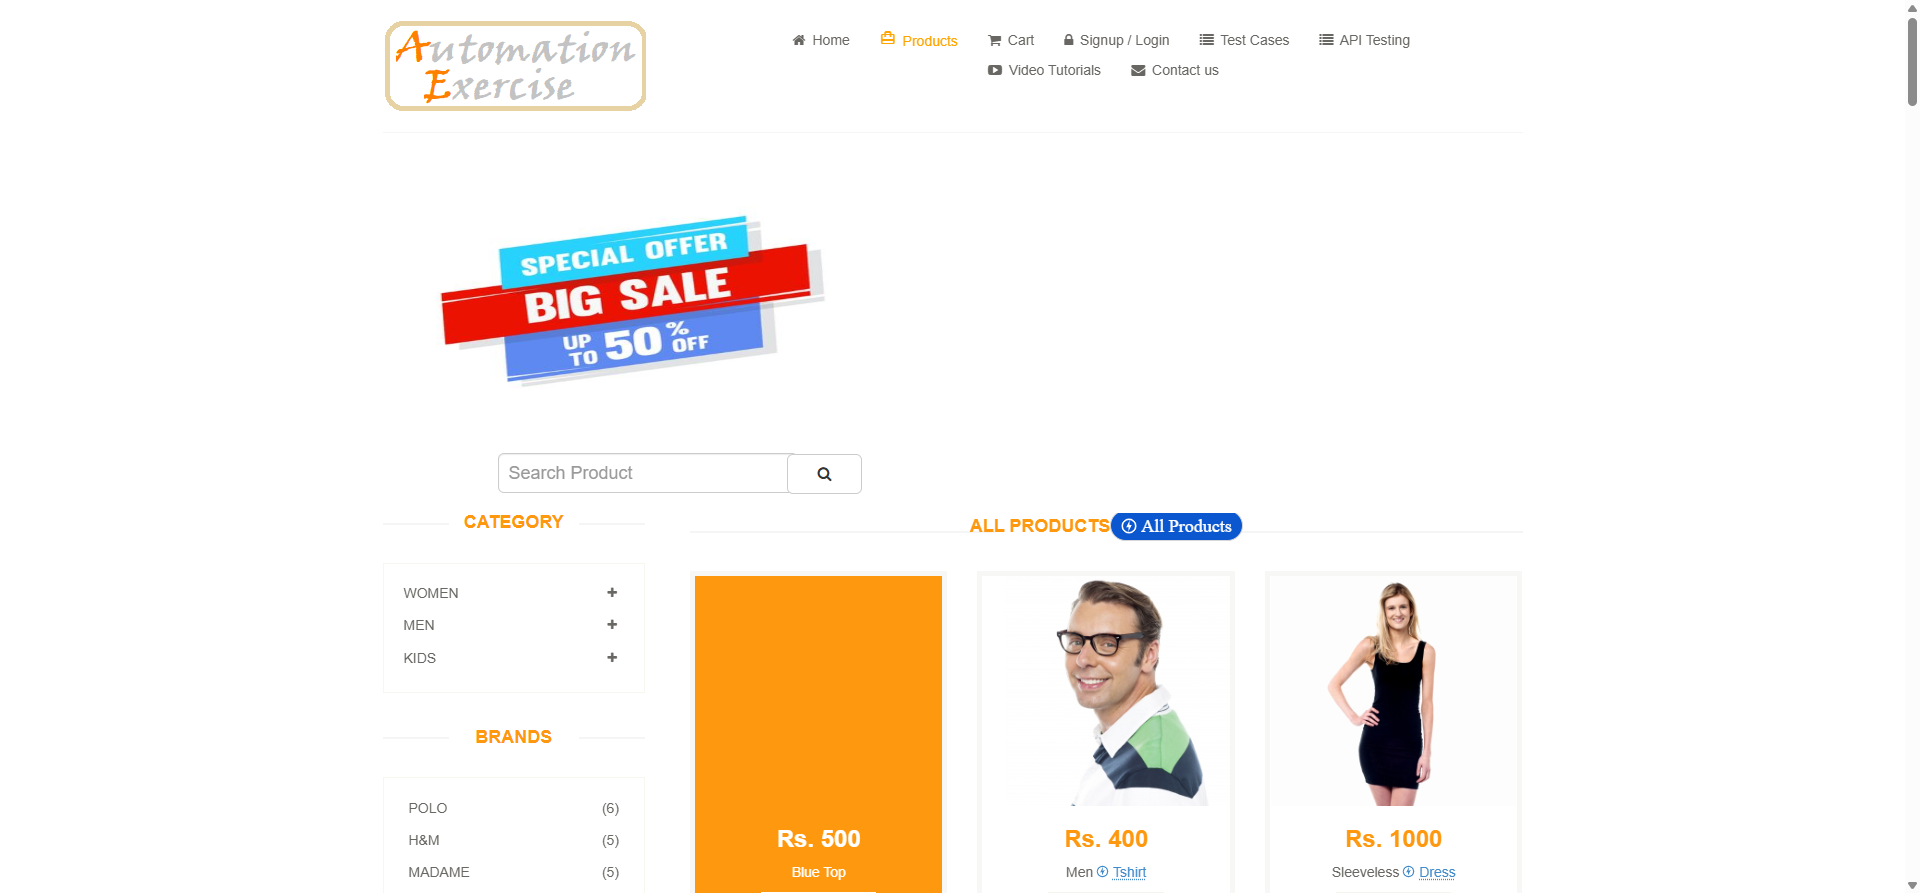 Automation
Exercise
Home
Products
Cart
Signup / Login
Test Cases
API Testing
Video Tutorials
Contact us
SPECIAL OFFER
BIG SALE
UP TO 50% OFF
Search Product
CATEGORY
WOMEN
MEN
KIDS
BRANDS
POLO (6)
H&M (5)
MADAME (5)
ALL PRODUCTS All Products
Rs. 500
Blue Top
Rs. 400
Men Tshirt
Rs. 1000
Sleeveless Dress